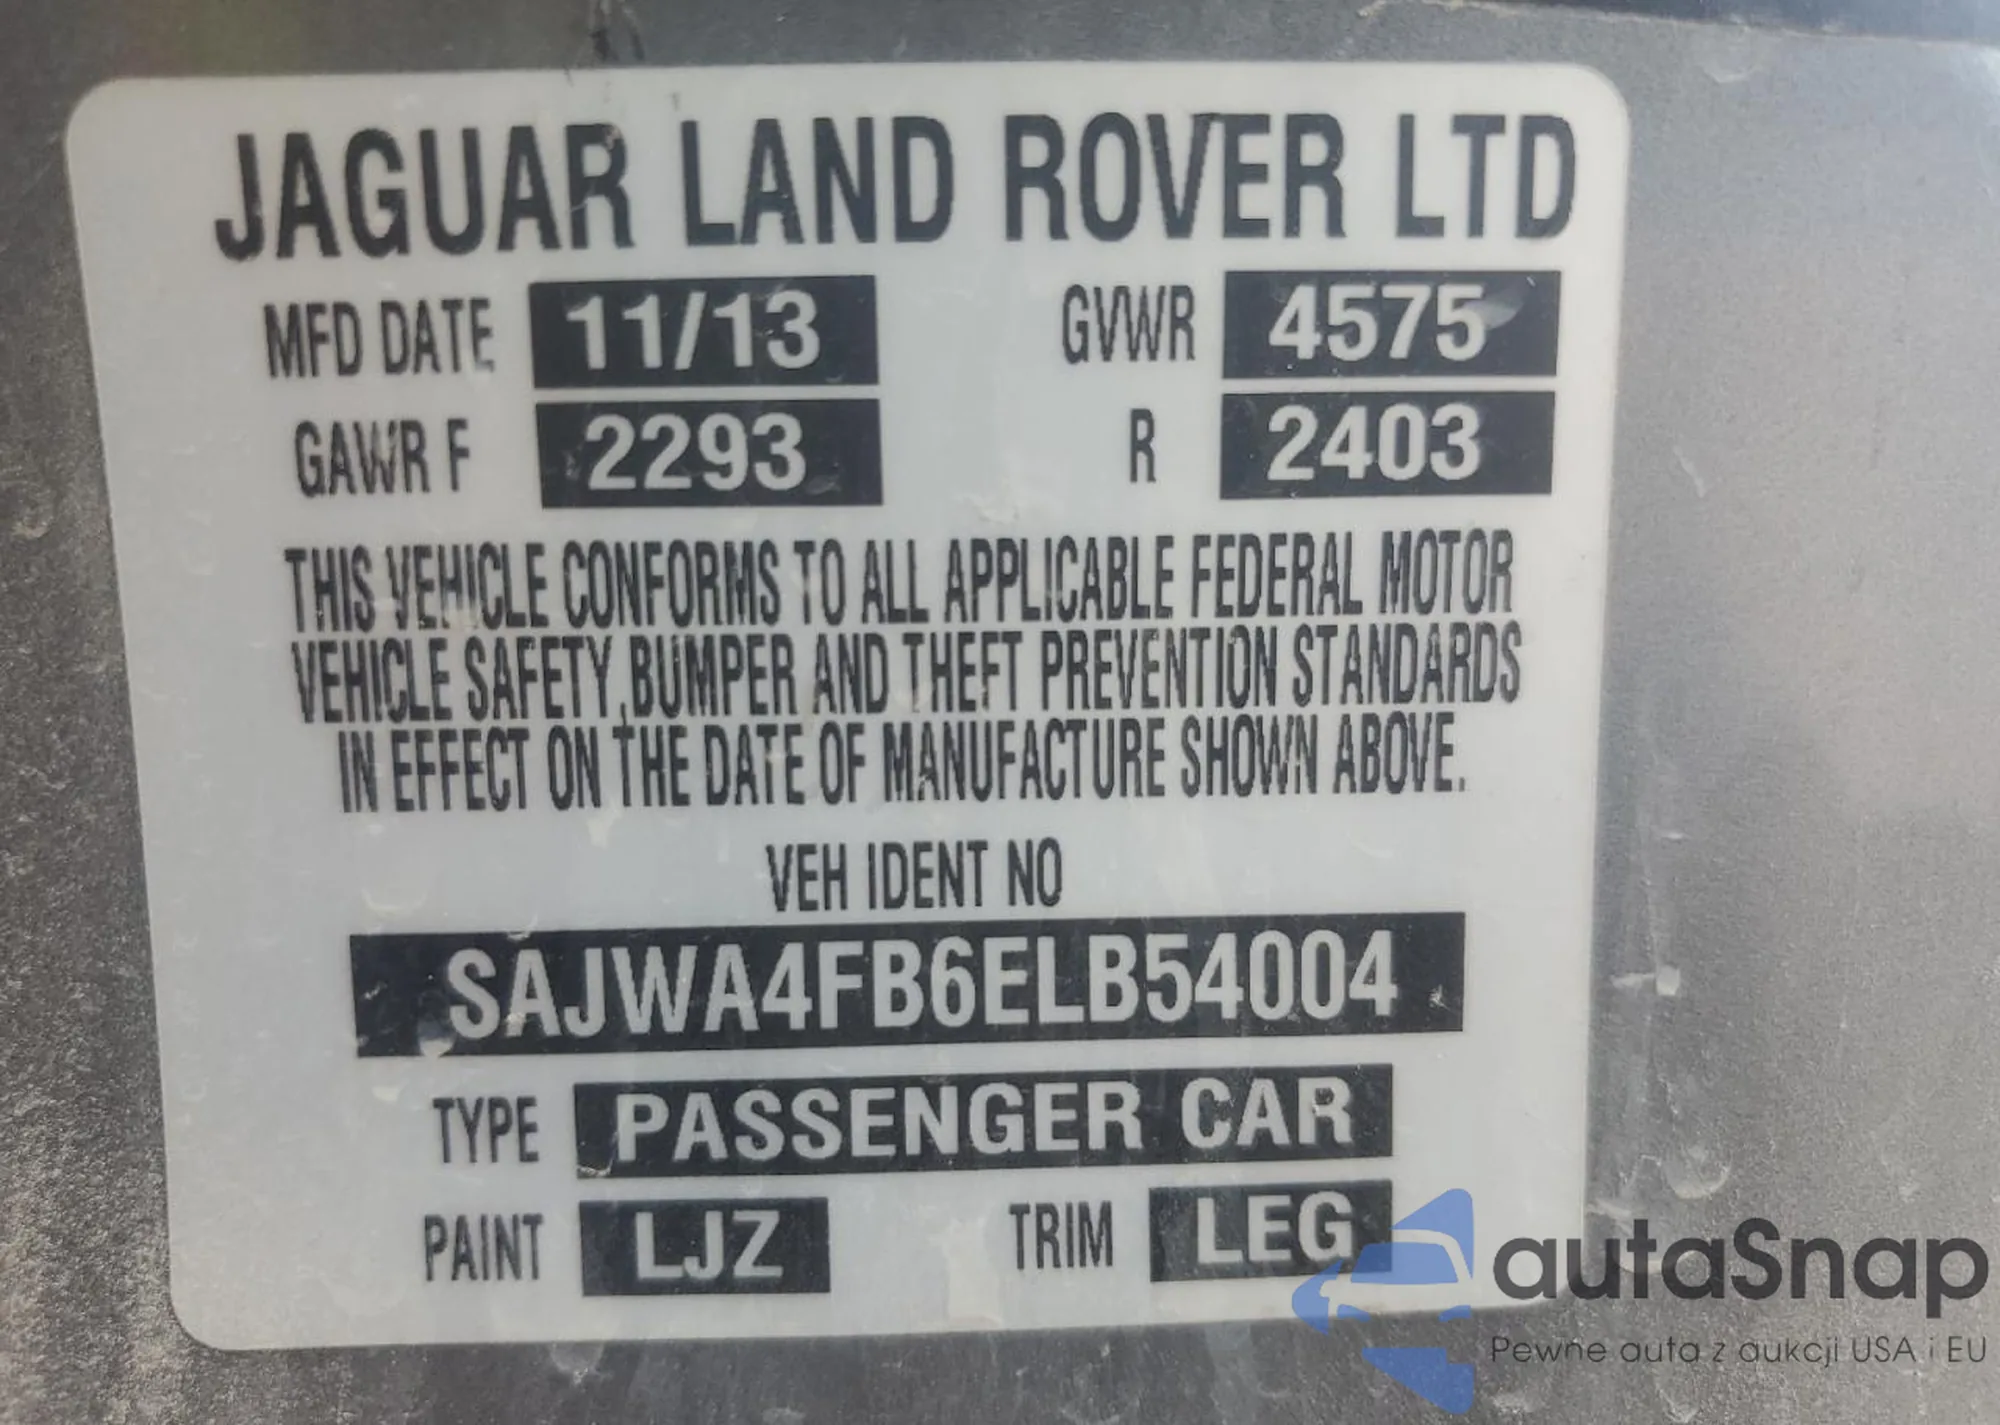 JAGUAR LAND ROVER LTD
MFD DATE 11/13 GVWR 4575
GAWR F 2293 R 2403
THIS VEHICLE CONFORMS TO ALL APPLICABLE FEDERAL MOTOR
VEHICLE SAFETY, BUMPER AND THEFT PREVENTION STANDARDS
IN EFFECT ON THE DATE OF MANUFACTURE SHOWN ABOVE.
VEH IDENT NO
SAJWA4FB6ELB54004
TYPE PASSENGER CAR
PAINT LJZ TRIM LEG
autaSnap
Pewne auta z aukcji USA i EU